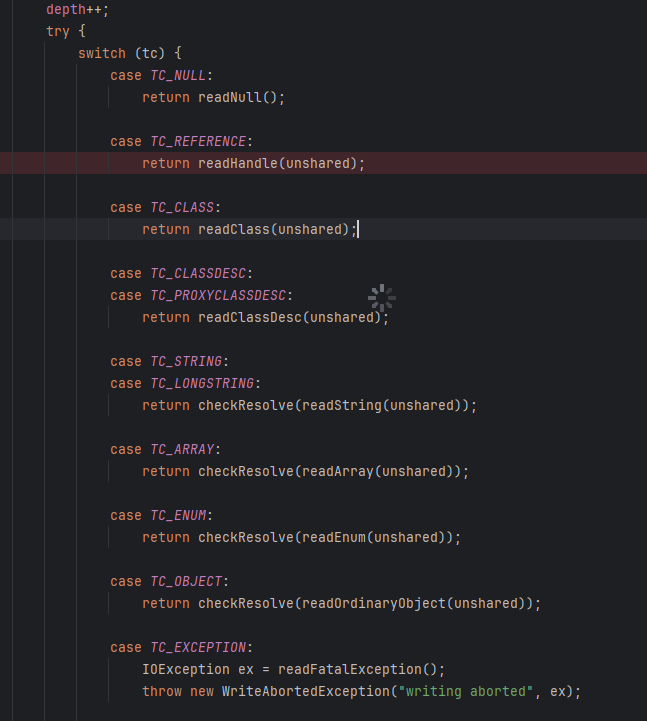 depth++;
try {
switch (tc) {
case TC_NULL:
return readNull();
case TC_REFERENCE:
return readHandle(unshared);
case TC_CLASS:
return readClass(unshared);
case TC_CLASSDESC:
case TC_PROXYCLASSDESC:
return readClassDesc(unshared);
case TC_STRING:
case TC_LONGSTRING:
return checkResolve(readString(unshared));
case TC_ARRAY:
return checkResolve(readArray(unshared));
case TC_ENUM:
return checkResolve(readEnum(unshared));
case TC_OBJECT:
return checkResolve(readOrdinaryObject(unshared));
case TC_EXCEPTION:
IOException ex = readFatalException();
throw new WriteAbortedException("writing aborted", ex);